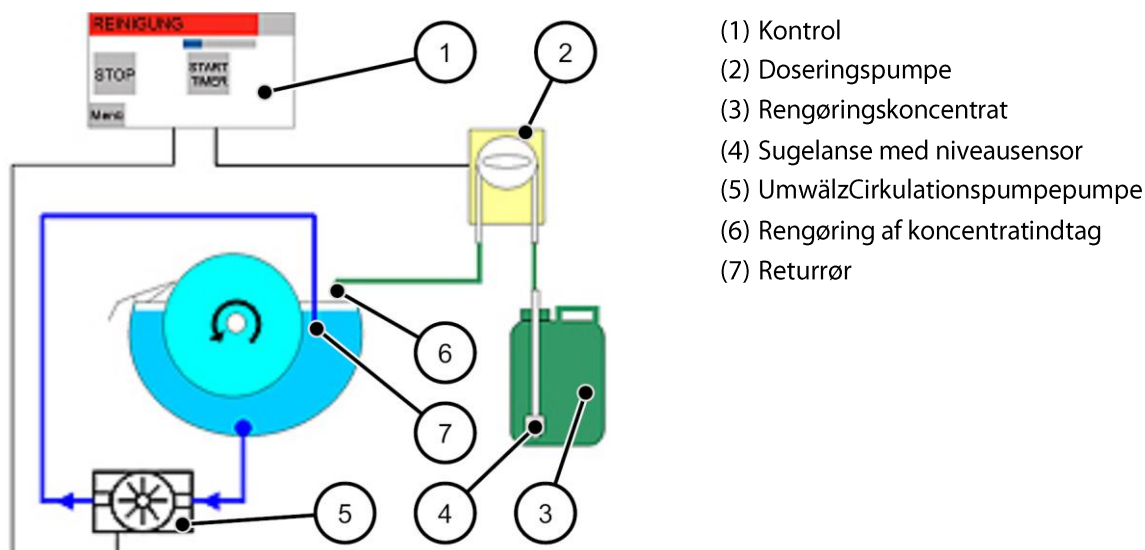 REINIGUNG
STOP
START
TIMER
Menü
1
2
6
7
5
4
3
(1) Kontrol
(2) Doseringspumpe
(3) Rengøringskoncentrat
(4) Sugelanse med niveausensor
(5) UmwälzCirkulationspumpepumpe
(6) Rengøring af koncentratindtag
(7) Returrør